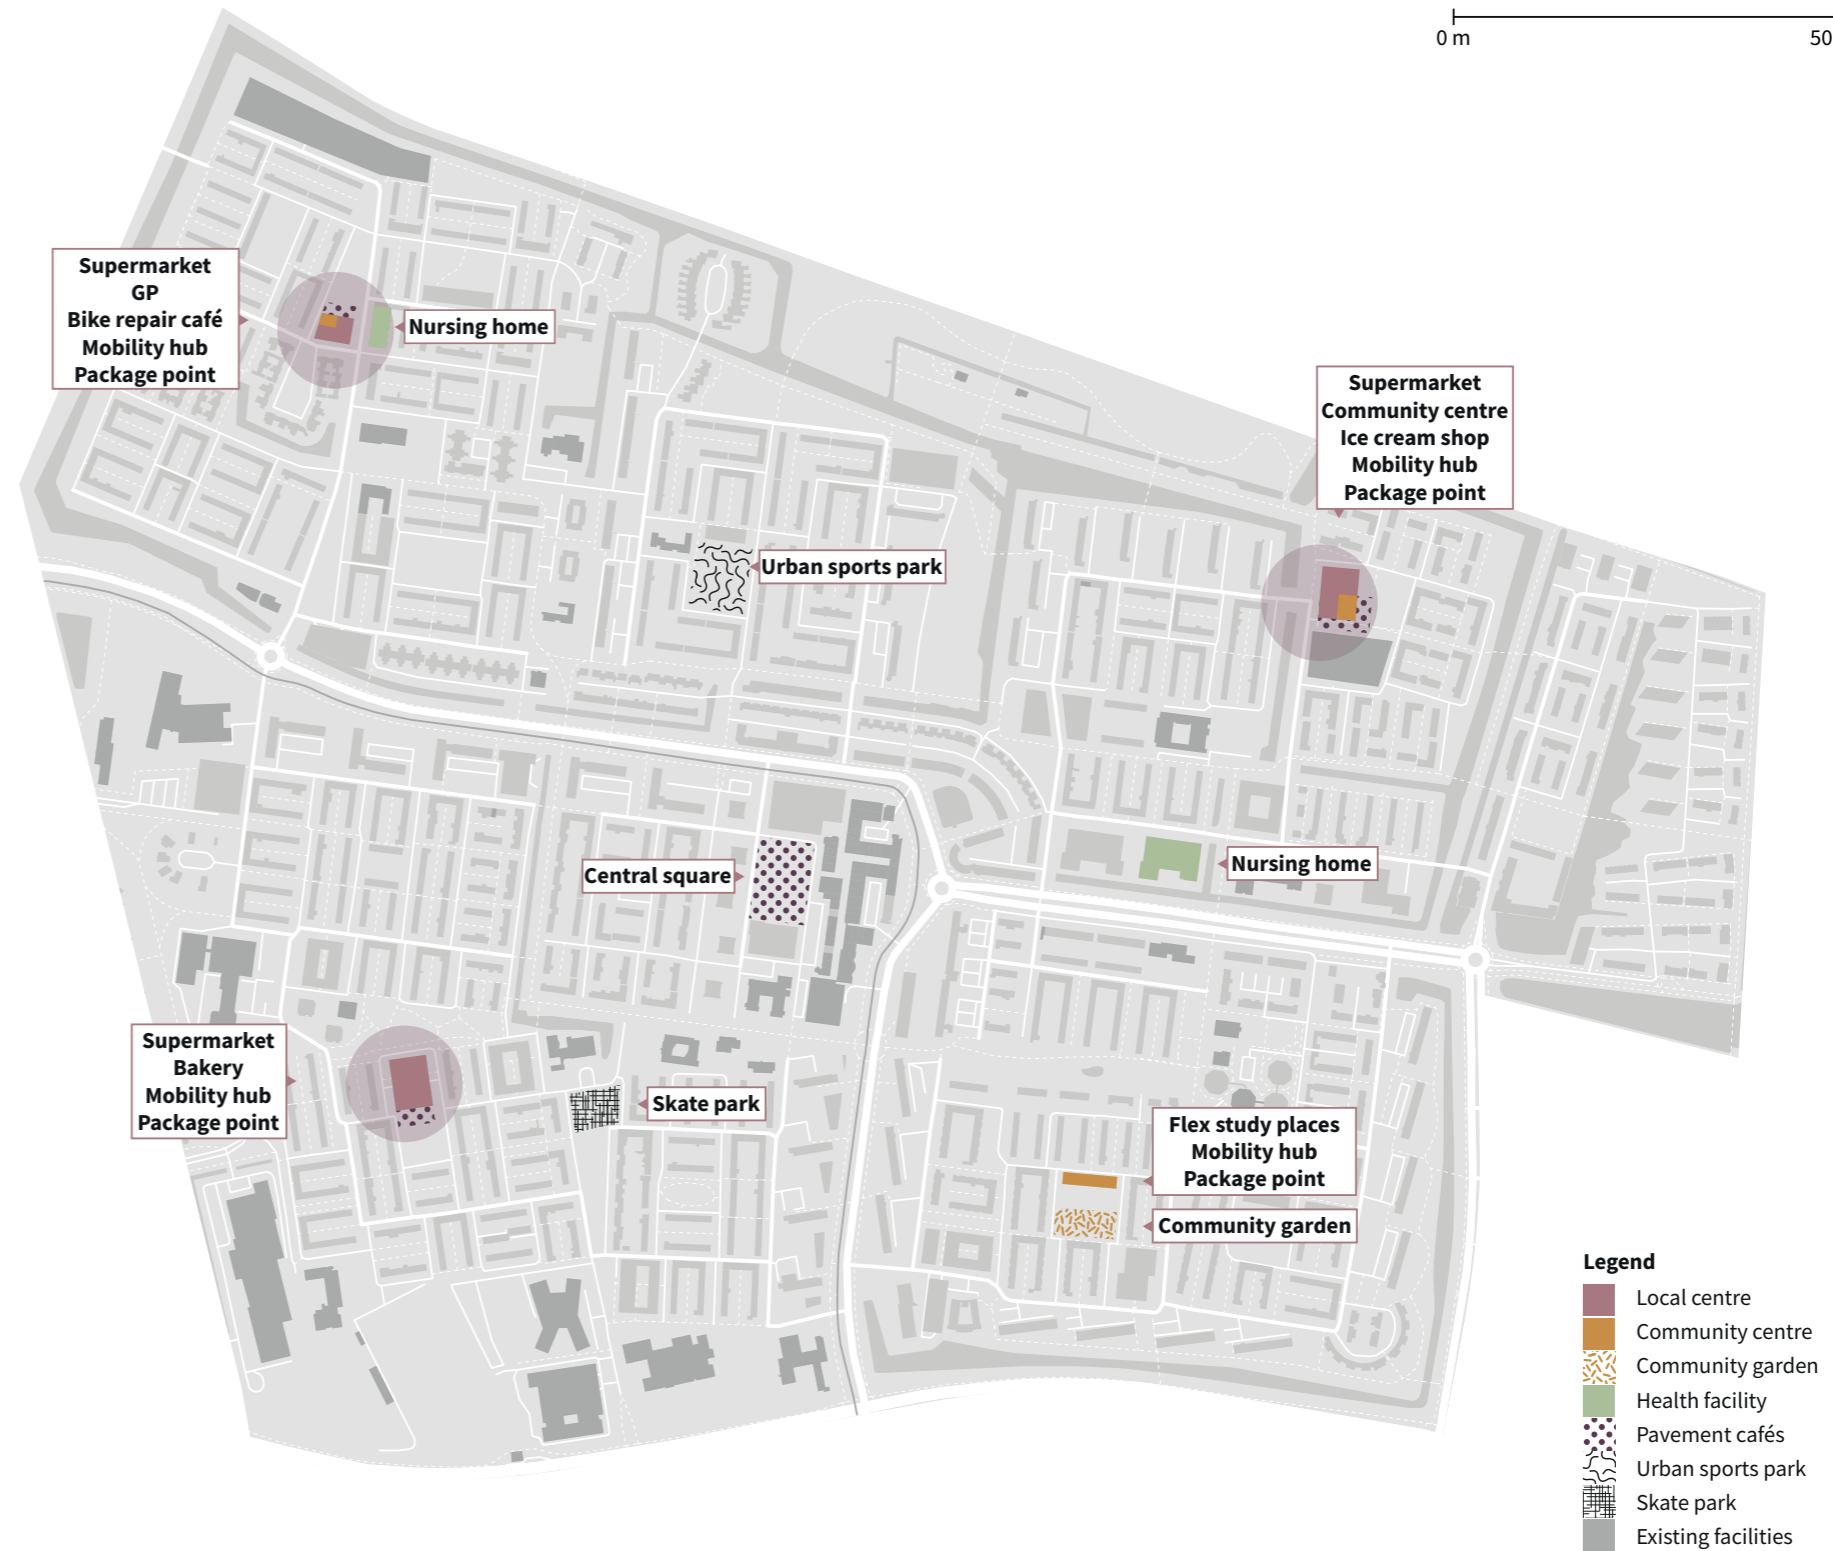 0 m
50
Supermarket
GP
Bike repair café
Mobility hub
Package point
Nursing home
Supermarket
Community centre
Ice cream shop
Mobility hub
Package point
Urban sports park
Central square
Nursing home
Supermarket
Bakery
Mobility hub
Package point
Skate park
Flex study places
Mobility hub
Package point
Community garden
Legend
Local centre
Community centre
Community garden
Health facility
Pavement cafés
Urban sports park
Skate park
Existing facilities